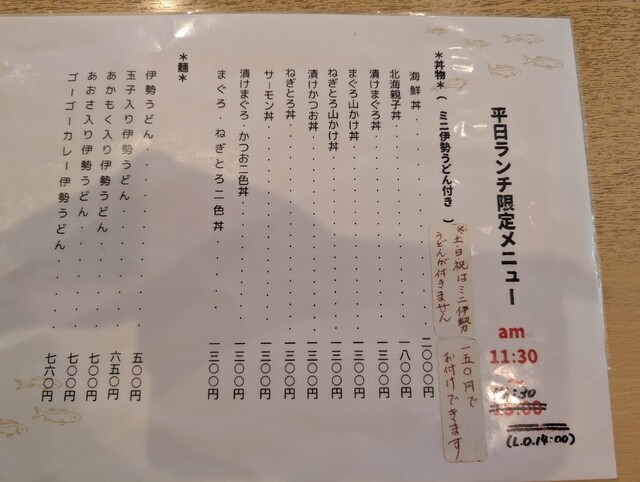 平日ランチ限定メニュー
am
11:30
～
14:30
15:00
(L.O.14:00)
＊丼物＊（ミニ伊勢うどん付き）
※土日祝はミニ伊勢
うどんが付きません
一五〇円で
お付けできます
海鮮丼・・・・・・・・・・二〇〇〇円
北海親子丼・・・・・・・・・・一八〇〇円
漬けまぐろ丼・・・・・・・・・・一三〇〇円
まぐろ山かけ丼・・・・・・・・・・一三〇〇円
ねぎとろ山かけ丼・・・・・・・・・一三〇〇円
漬けかつお丼・・・・・・・・・・一三〇〇円
ねぎとろ丼・・・・・・・・・・一三〇〇円
サーモン丼・・・・・・・・・・一三〇〇円
漬けまぐろ・かつお二色丼・・・・・・・一三〇〇円
まぐろ・ねぎとろ二色丼・・・・・一三〇〇円
＊麺＊
伊勢うどん・・・・・・・・・・五〇〇円
玉子入り伊勢うどん・・・・・・・六五〇円
あかもく入り伊勢うどん・・・・・・七〇〇円
あおさ入り伊勢うどん・・・・・・七〇〇円
ゴーゴーカレー伊勢うどん・・・・七六〇円